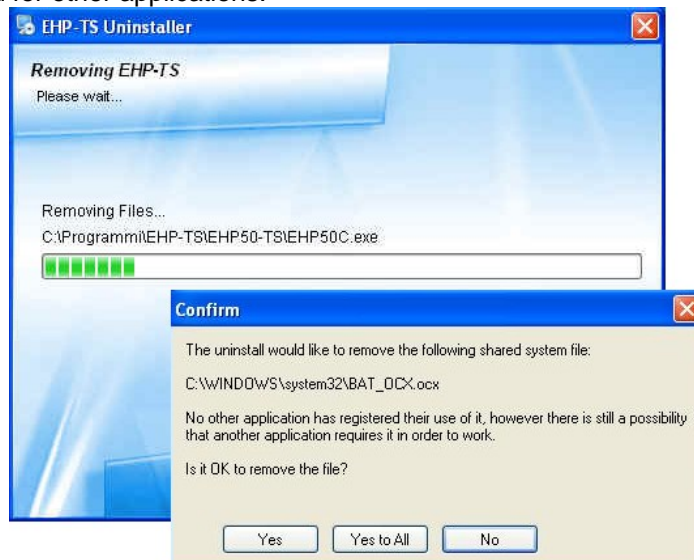 for other applications.
EHP-TS Uninstaller
Removing EHP-TS
Please wait...
Removing Files...
C:\Programmi\EHP-TS\EHP50-TS\EHP50C.exe
Confirm
The uninstall would like to remove the following shared system file:
C:\WINDOWS\system32\BAT_OCX.ocx
No other application has registered their use of it, however there is still a possibility
that another application requires it in order to work.
Is it OK to remove the file?
Yes
Yes to All
No